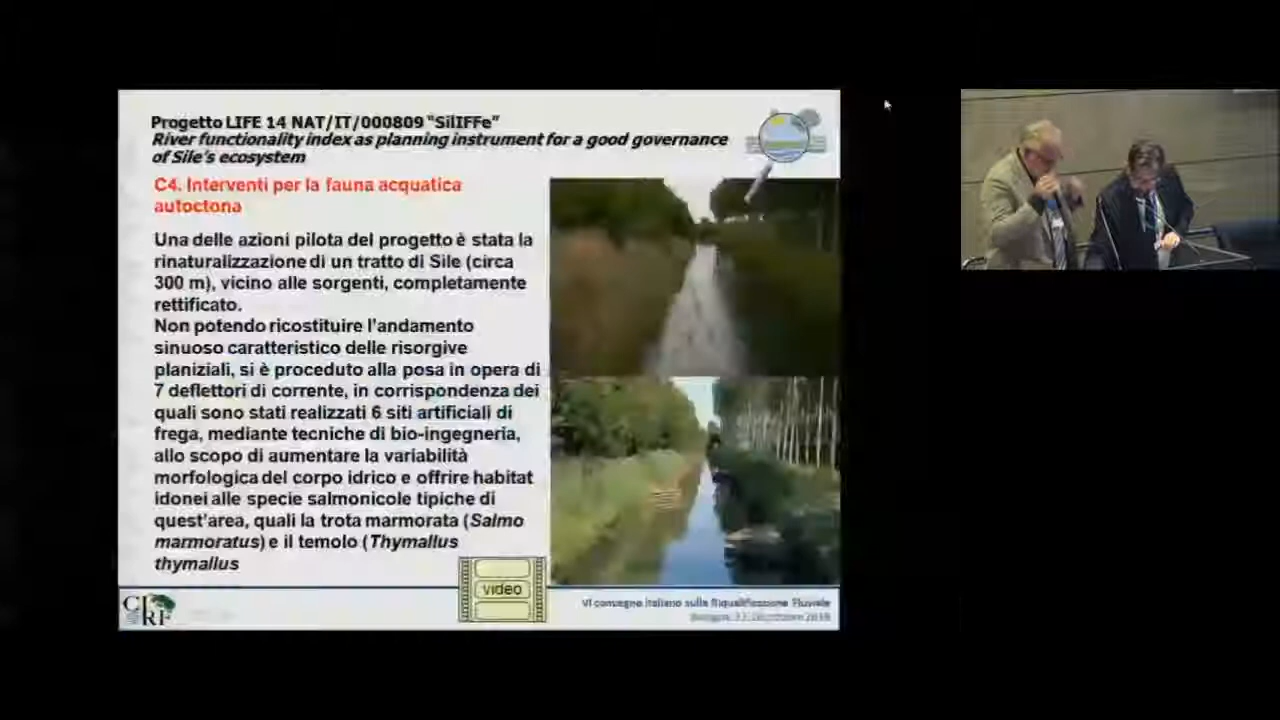 Progetto LIFE 14 NAT/IT/000809 "SilIFFe"
River functionality index as planning instrument for a good governance
of Sile's ecosystem
C4. Interventi per la fauna acquatica
autoctona
Una delle azioni pilota del progetto è stata la
rinaturalizzazione di un tratto di Sile (circa
300 m), vicino alle sorgenti, completamente
rettificato.
Non potendo ricostituire l'andamento
sinuoso caratteristico delle risorgive
planiziali, si è proceduto alla posa in opera di
7 deflettori di corrente, in corrispondenza dei
quali sono stati realizzati 6 siti artificiali di
frega, mediante tecniche di bio-ingegneria,
allo scopo di aumentare la variabilità
morfologica del corpo idrico e offrire habitat
idonei alle specie salmonicole tipiche di
quest'area, quali la trota marmorata (Salmo
marmoratus) e il temolo (Thymallus
thymallus
video
CIRF
VI convegno italiano sulla Riqualificazione Fluviale
Bologna